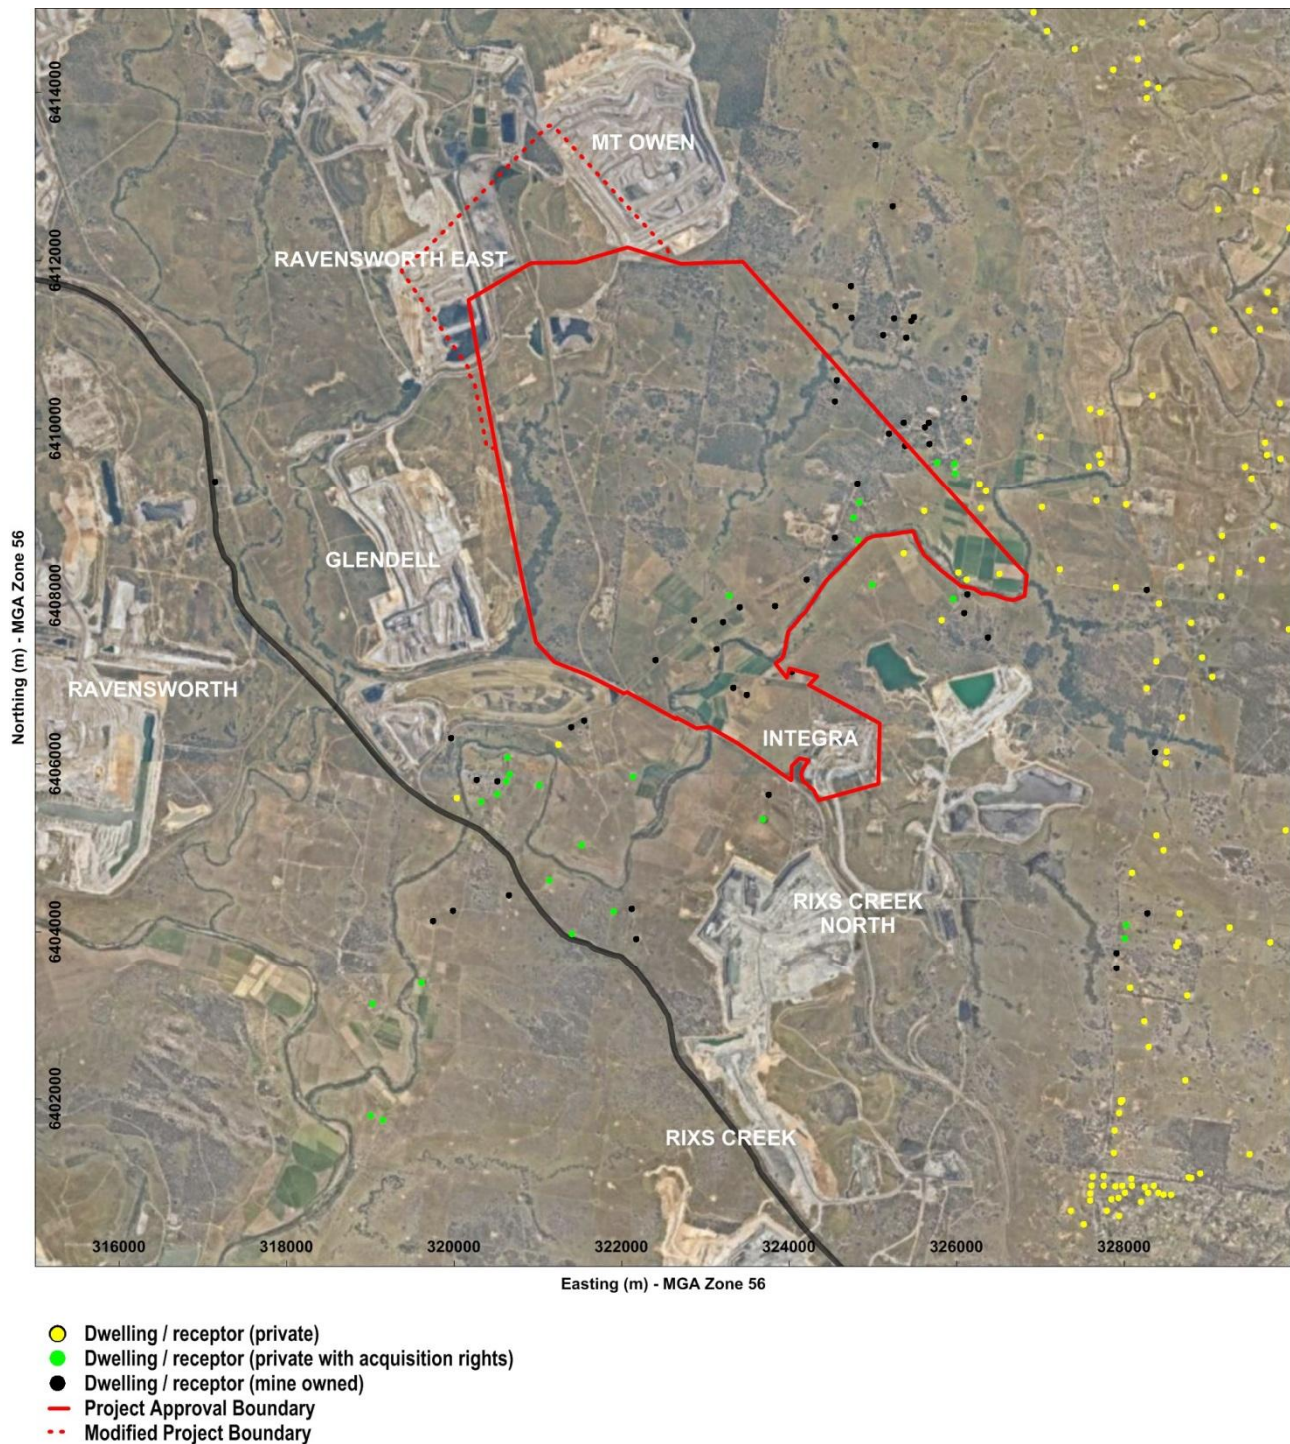 MT OWEN
RAVENSWORTH EAST
GLENDELL
RAVENSWORTH
INTEGRA
RIXS CREEK
NORTH
RIXS CREEK
Northing (m) - MGA Zone 56
6414000
6412000
6410000
6408000
6406000
6404000
6402000
316000
318000
320000
322000
324000
326000
328000
Easting (m) - MGA Zone 56
Dwelling / receptor (private)
Dwelling / receptor (private with acquisition rights)
Dwelling / receptor (mine owned)
Project Approval Boundary
Modified Project Boundary